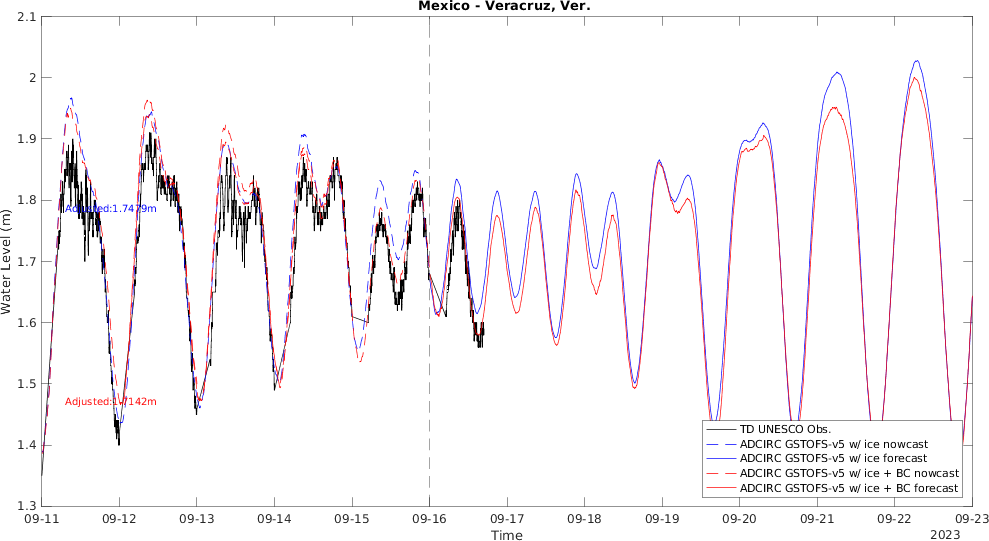 Mexico - Veracruz, Ver.
2.1
2
1.9
1.8
1.7
1.6
1.5
1.4
1.3
Water Level (m)
Adjusted:1.7479m
Adjusted:1.7142m
TD UNESCO Obs.
ADCIRC GSTOFS-v5 w/ ice nowcast
ADCIRC GSTOFS-v5 w/ ice forecast
ADCIRC GSTOFS-v5 w/ ice + BC nowcast
ADCIRC GSTOFS-v5 w/ ice + BC forecast
09-11 09-12 09-13 09-14 09-15 09-16 09-17 09-18 09-19 09-20 09-21 09-22 09-23
Time
2023